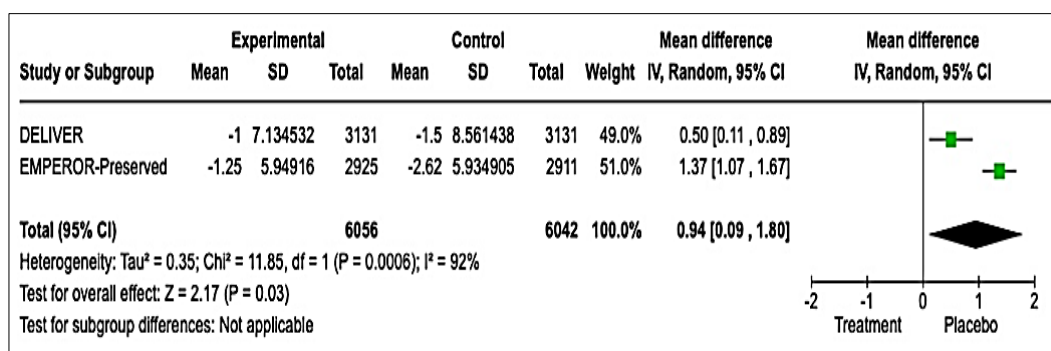 Experimental Control Mean difference Mean difference
Study or Subgroup Mean SD Total Mean SD Total Weight IV, Random, 95% CI IV, Random, 95% CI
DELIVER -1 7.134532 3131 -1.5 8.561438 3131 49.0% 0.50 [0.11 , 0.89]
EMPEROR-Preserved -1.25 5.94916 2925 -2.62 5.934905 2911 51.0% 1.37 [1.07 , 1.67]
Total (95% CI) 6056 6042 100.0% 0.94 [0.09 , 1.80]
Heterogeneity: Tau² = 0.35; Chi² = 11.85, df = 1 (P = 0.0006); I² = 92%
Test for overall effect: Z = 2.17 (P = 0.03)
Test for subgroup differences: Not applicable
-2 -1 0 1 2
Treatment Placebo